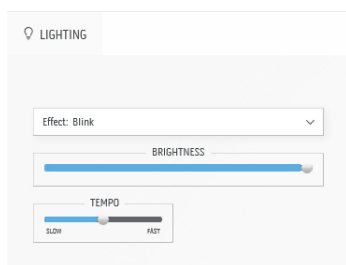 LIGHTING
Effect: Blink
BRIGHTNESS
TEMPO
SLOW FAST